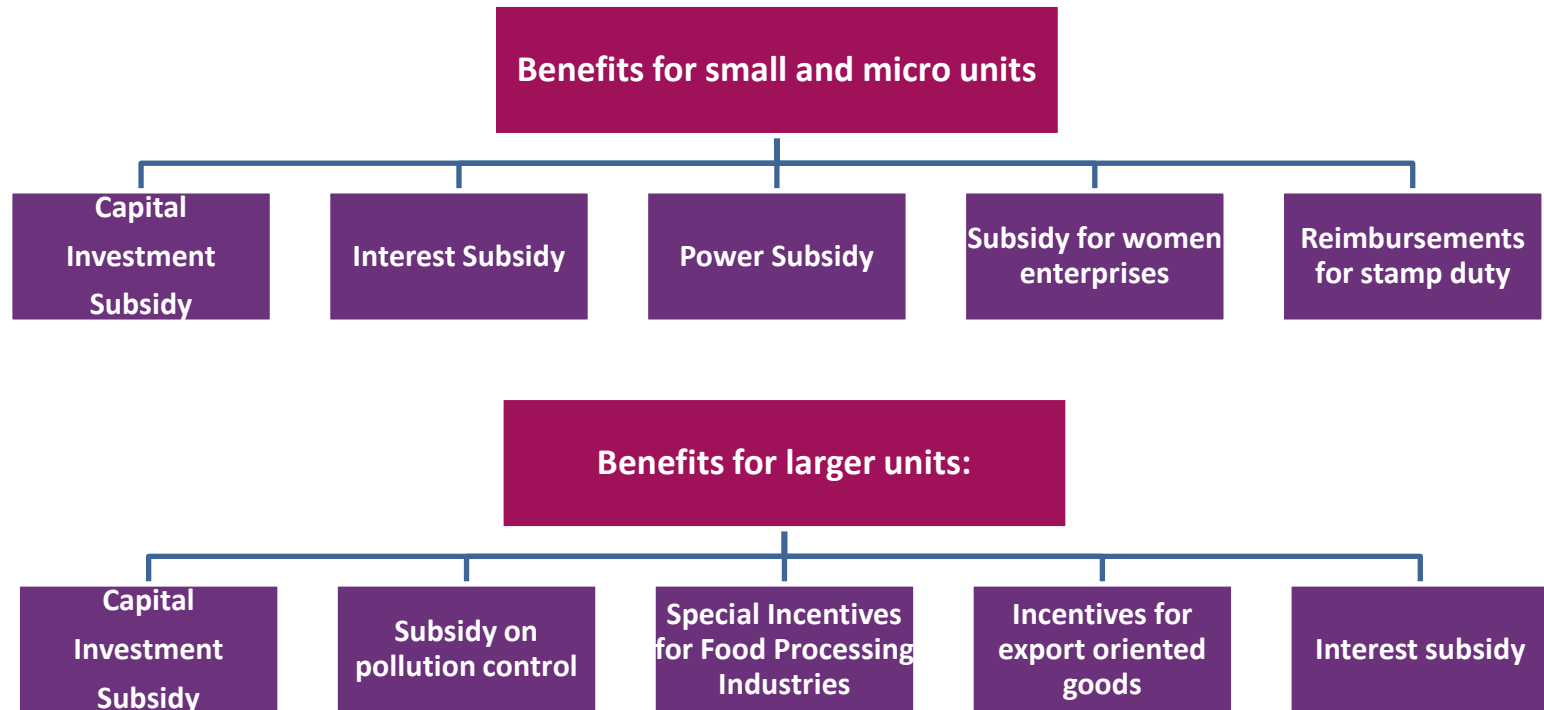 Benefits for small and micro units
Capital
Investment
Subsidy
Interest Subsidy
Power Subsidy
Subsidy for women
enterprises
Reimbursements
for stamp duty
Benefits for larger units:
Capital
Investment
Subsidy
Subsidy on
pollution control
Special Incentives
for Food Processing
Industries
Incentives for
export oriented
goods
Interest subsidy